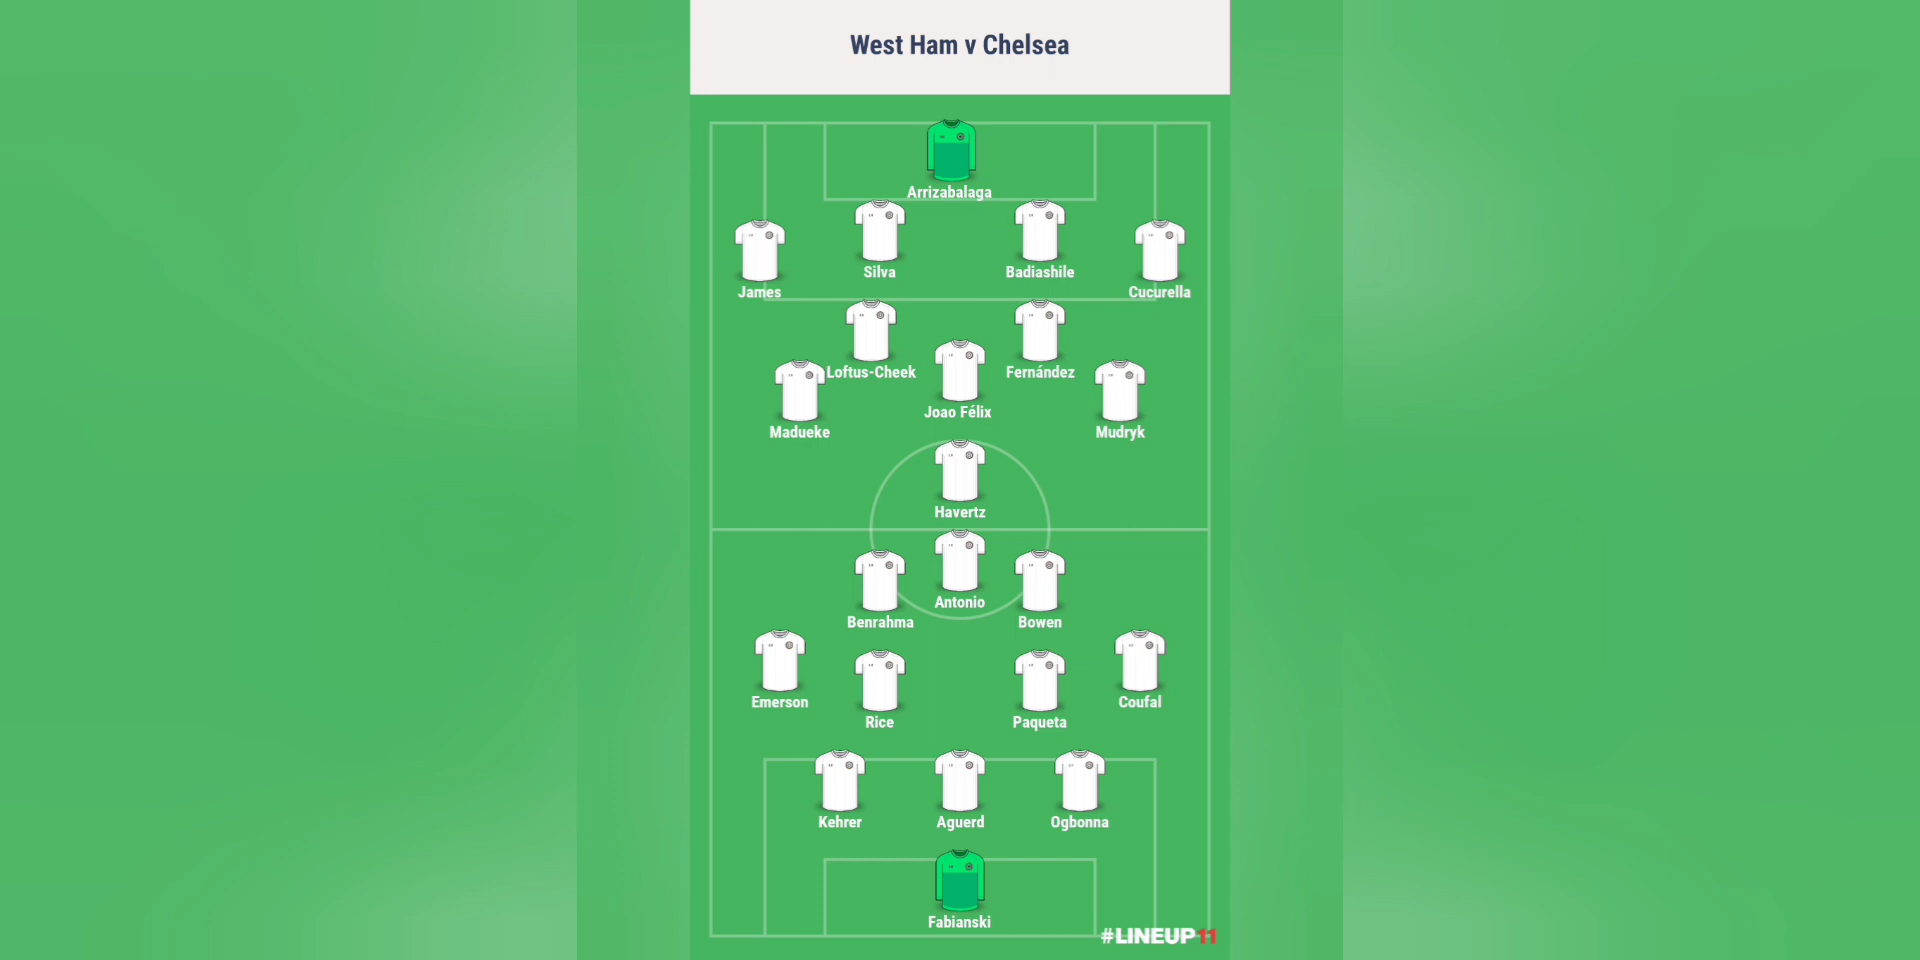 West Ham v Chelsea
Arrizabalaga
Silva
Badiashile
James
Cucurella
Loftus-Cheek
Fernández
Joao Félix
Madueke
Mudryk
Havertz
Antonio
Benrahma
Bowen
Emerson
Coufal
Rice
Paqueta
Kehrer
Aguerd
Ogbonna
Fabianski
#LINEUP11